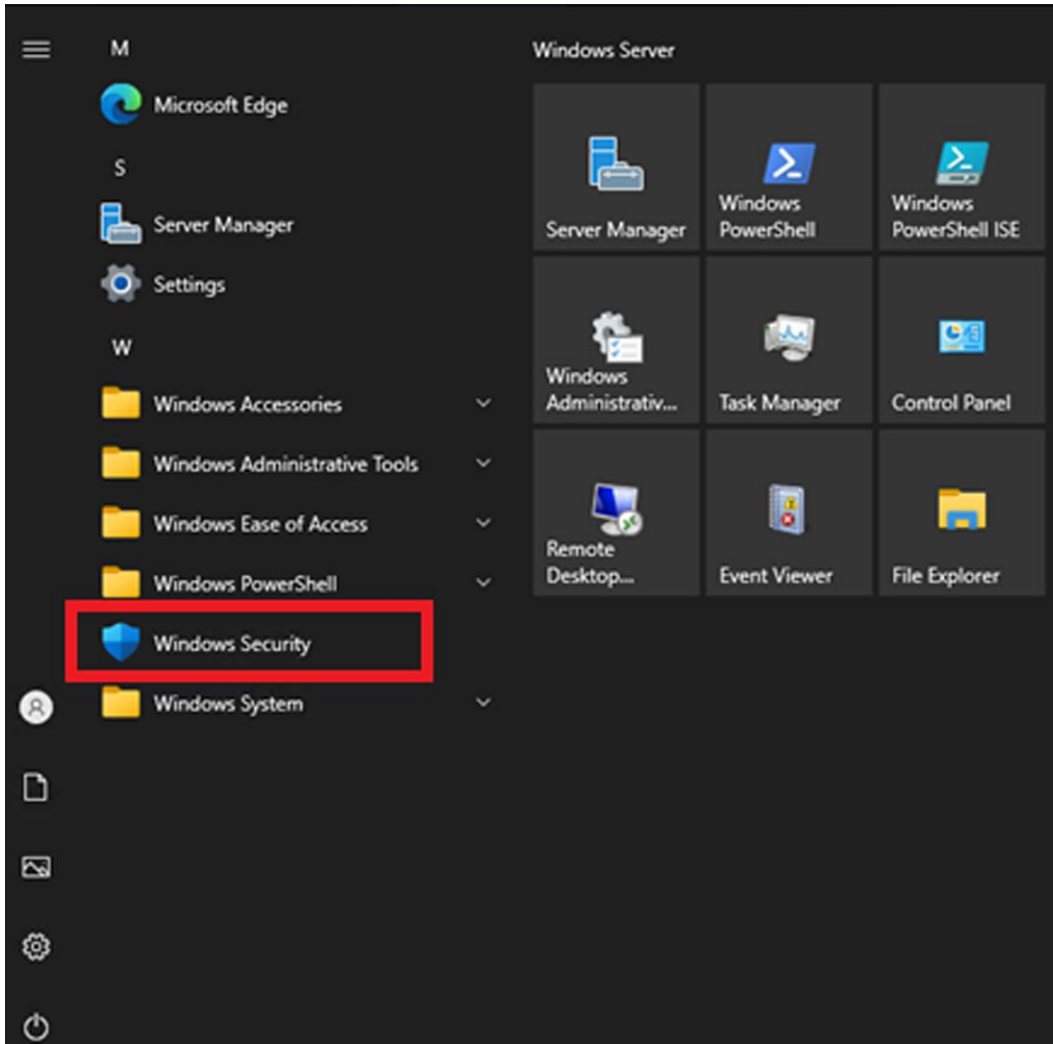 M
Microsoft Edge
S
Server Manager
Settings
W
Windows Accessories
Windows Administrative Tools
Windows Ease of Access
Windows PowerShell
Windows Security
Windows System
Windows Server
Server Manager
Windows
PowerShell
Windows
PowerShell ISE
Windows
Administrativ...
Task Manager
Control Panel
Remote
Desktop...
Event Viewer
File Explorer